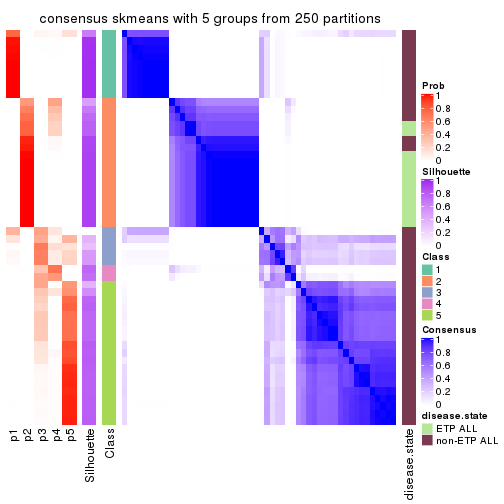 consensus skmeans with 5 groups from 250 partitions
Prob
1
0.8
0.6
0.4
0.2
0
Silhouette
1
0.8
0.6
0.4
0.2
0
Class
1
2
3
4
5
Consensus
1
0.8
0.6
0.4
0.2
0
disease.state
ETP ALL
non-ETP ALL
p1
p2
p3
p4
p5
Silhouette
Class
disease.state